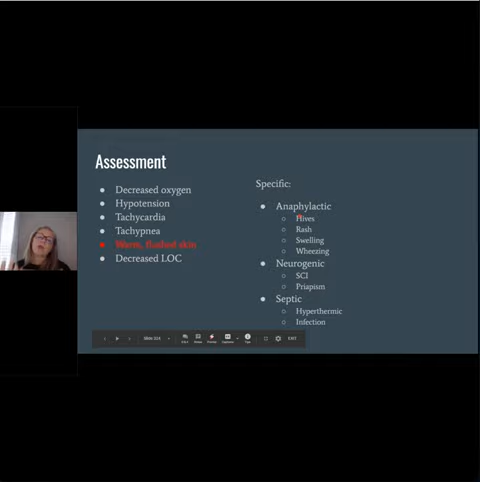 Assessment
Decreased oxygen
Hypotension
Tachycardia
Tachypnea
Warm, flushed skin
Decreased LOC
Specific:
Anaphylactic
Hives
Rash
Swelling
Wheezing
Neurogenic
SCI
Priapism
Septic
Hyperthermic
Infection
EXIT